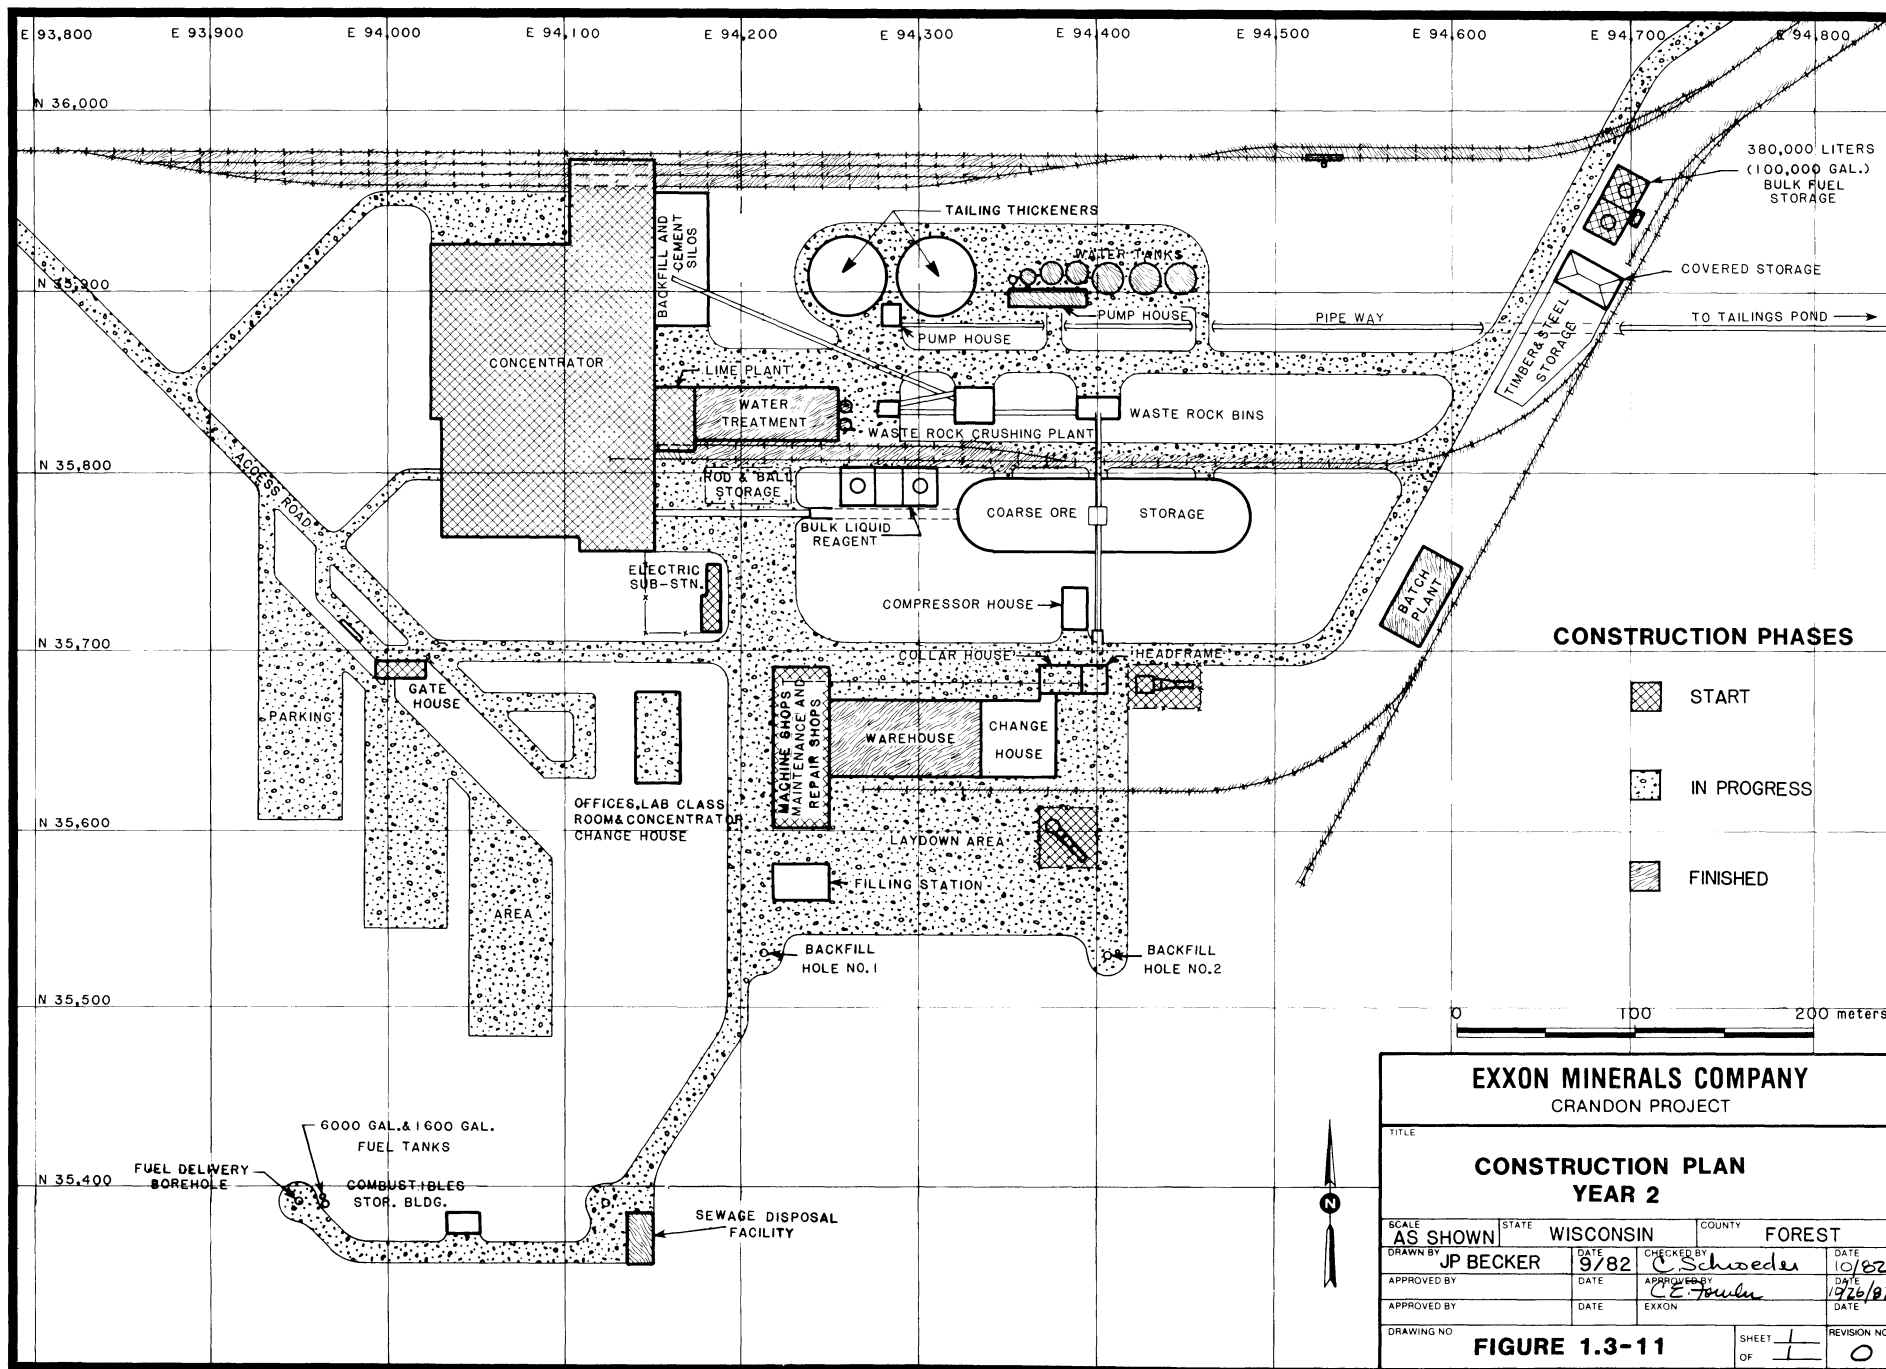 E 93,800
E 93,900
E 94,000
E 94,100
E 94,200
E 94,300
E 94,400
E 94,500
E 94,600
E 94,700
E 94,800
N 36,000
380,000 LITERS
(100,000 GAL.)
BULK FUEL
STORAGE
TAILING THICKENERS
BACKFILL AND
CEMENT
SILOS
WATER TANKS
COVERED STORAGE
N 35,900
PUMP HOUSE
PIPE WAY
TO TAILINGS POND
PUMP HOUSE
TIMBER & STEEL
STORAGE
CONCENTRATOR
LIME PLANT
WATER
TREATMENT
WASTE ROCK BINS
WASTE ROCK CRUSHING PLANT
N 35,800
ACCESS ROAD
ROD & BALL
STORAGE
COARSE ORE STORAGE
BULK LIQUID
REAGENT
ELECTRIC
SUB-STN.
COMPRESSOR HOUSE
BATCH
PLANT
N 35,700
CONSTRUCTION PHASES
COLLAR HOUSE
HEADFRAME
GATE
HOUSE
START
PARKING
MACHINE SHOPS
MAINTENANCE AND
REPAIR SHOPS
WAREHOUSE
CHANGE
HOUSE
IN PROGRESS
OFFICES, LAB CLASS
ROOM & CONCENTRATOR
CHANGE HOUSE
N 35,600
LAYDOWN AREA
FILLING STATION
FINISHED
AREA
BACKFILL
HOLE NO. 1
BACKFILL
HOLE NO. 2
N 35,500
0 100 200 meters
EXXON MINERALS COMPANY
CRANDON PROJECT
6000 GAL. & 1600 GAL.
FUEL TANKS
TITLE
CONSTRUCTION PLAN
YEAR 2
FUEL DELIVERY
BOREHOLE
N 35,400
COMBUSTIBLES
STOR. BLDG.
N
SEWAGE DISPOSAL
FACILITY
SCALE AS SHOWN STATE WISCONSIN COUNTY FOREST
DRAWN BY JP BECKER DATE 9/82 CHECKED BY C. Schroeder DATE 10/82
APPROVED BY DATE APPROVED BY DATE
APPROVED BY DATE EXXON DATE
DRAWING NO FIGURE 1.3-11 SHEET 1 OF 1 REVISION NO 0